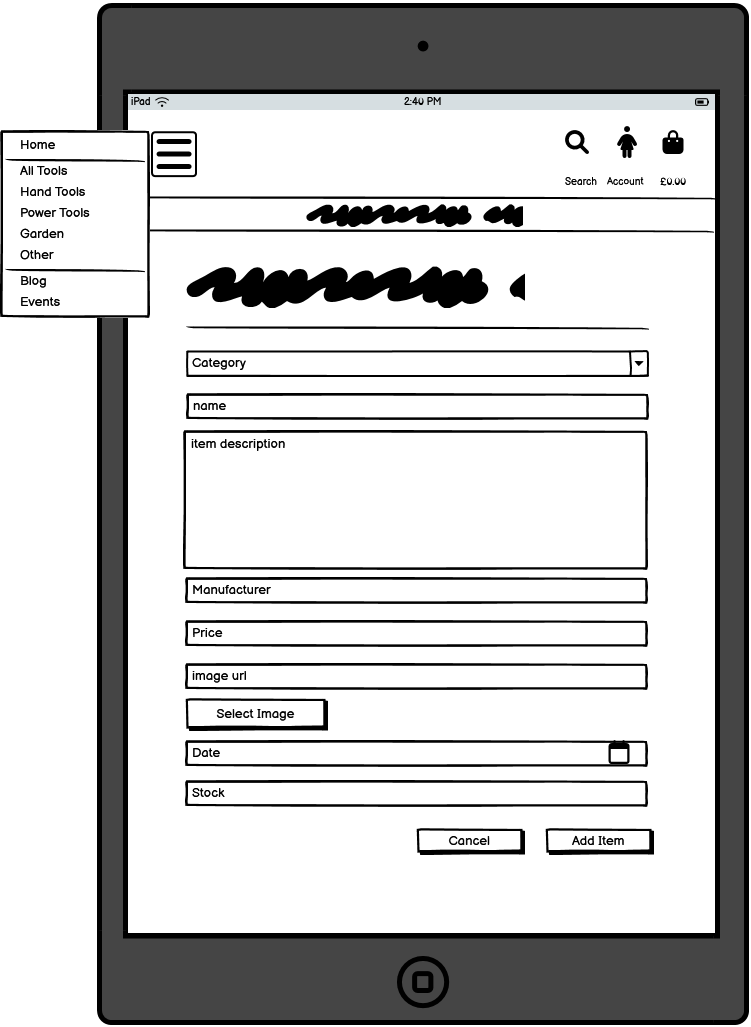 iPad 2:40 PM
Home
All Tools
Hand Tools
Power Tools
Garden
Other
Blog
Events
Search Account £0.00
Category
name
item description
Manufacturer
Price
image url
Select Image
Date
Stock
Cancel Add Item